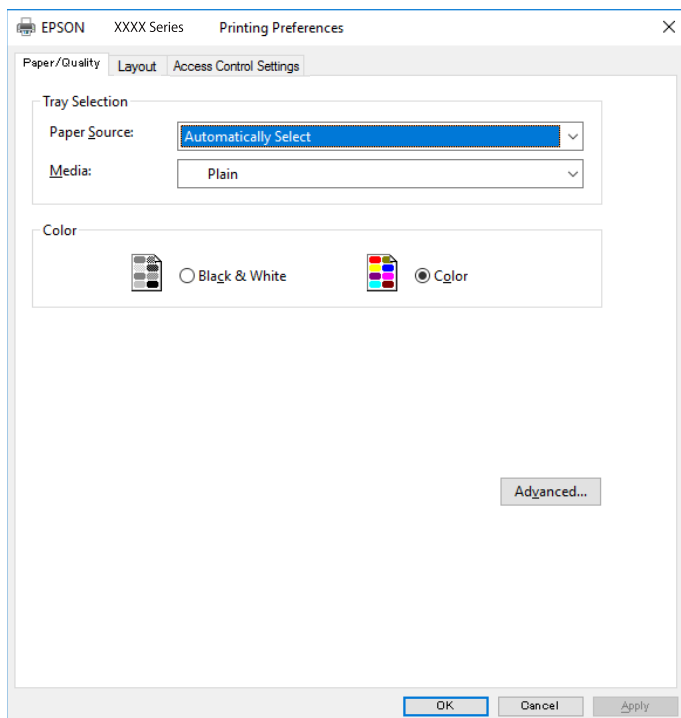 EPSON XXXX Series Printing Preferences
Paper/Quality Layout Access Control Settings
Tray Selection
Paper Source: Automatically Select
Media: Plain
Color
Black & White Color
Advanced...
OK Cancel Apply